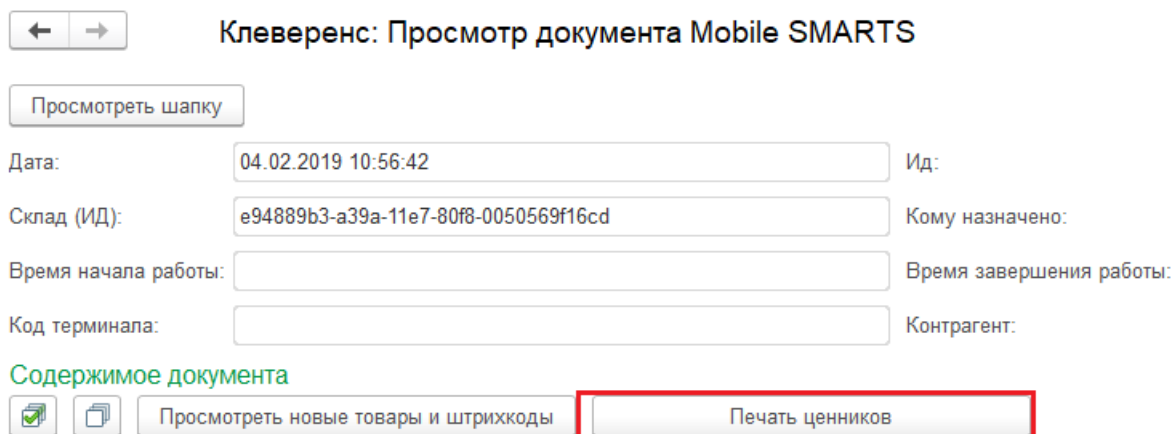 Клеверенс: Просмотр документа Mobile SMARTS
Просмотреть шапку
Дата: 04.02.2019 10:56:42 Ид:
Склад (ИД): e94889b3-a39a-11e7-80f8-0050569f16cd Кому назначено:
Время начала работы: Время завершения работы:
Код терминала: Контрагент:
Содержимое документа
Просмотреть новые товары и штрихкоды Печать ценников